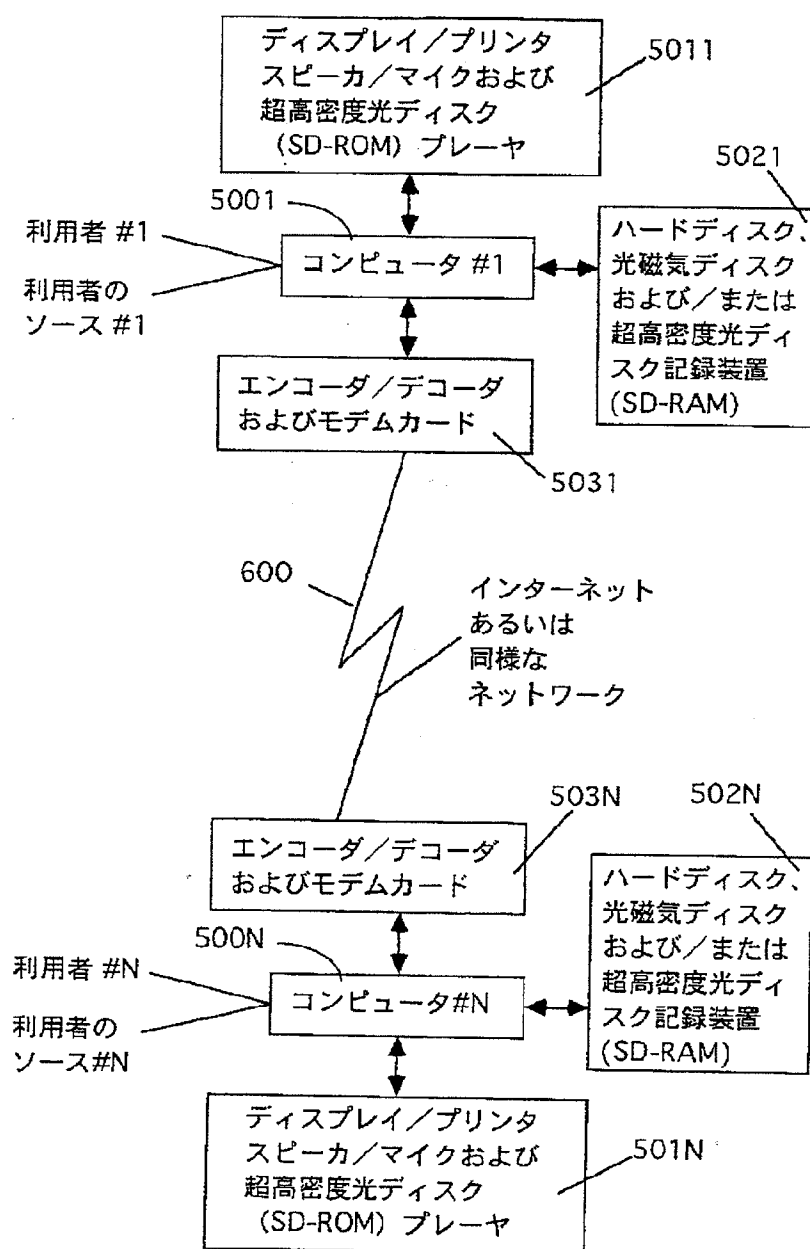 ディスプレイ／プリンタ
スピーカ／マイクおよび
超高密度光ディスク
(SD-ROM) プレーヤ
5011
5021
5001
利用者 #1
利用者の
ソース #1
コンピュータ #1
ハードディスク、
光磁気ディスク
および／または
超高密度光ディ
スク記録装置
(SD-RAM)
エンコーダ／デコーダ
およびモデムカード
5031
600
インターネット
あるいは
同様な
ネットワーク
503N
502N
エンコーダ／デコーダ
およびモデムカード
500N
利用者 #N
利用者の
ソース#N
コンピュータ#N
ハードディスク、
光磁気ディスク
および／または
超高密度光ディ
スク記録装置
(SD-RAM)
ディスプレイ／プリンタ
スピーカ／マイクおよび
超高密度光ディスク
(SD-ROM) プレーヤ
501N